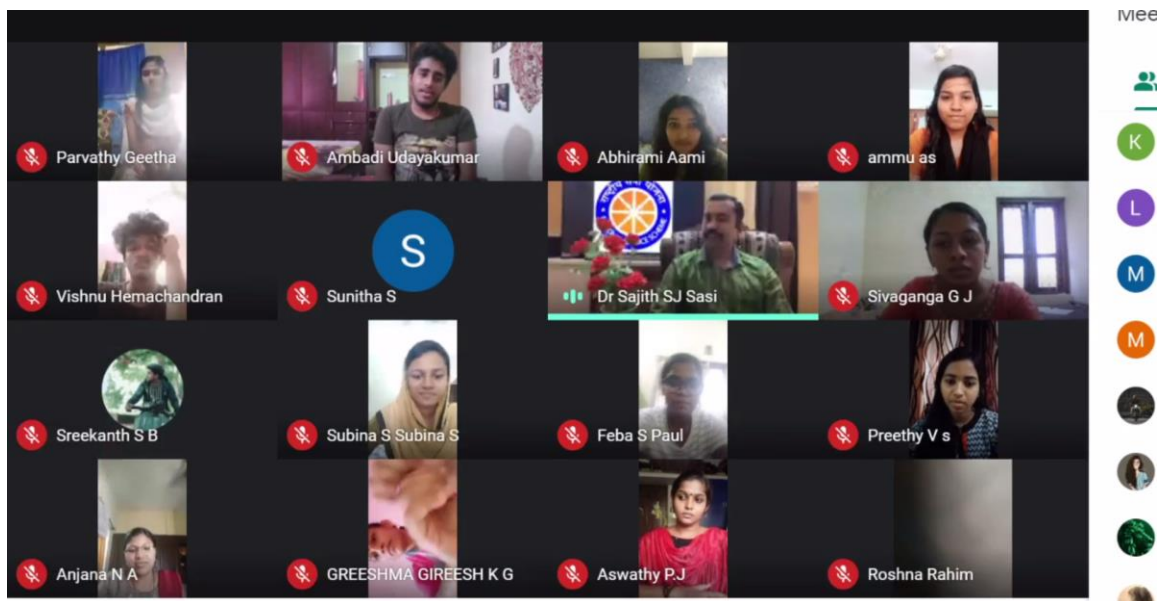 Mee
Parvathy Geetha
Ambadi Udayakumar
Abhirami Aami
ammu as
K
L
Vishnu Hemachandran
S
Sunitha S
राष्ट्रीय सेवा योजना
Dr Sajith SJ Sasi
Sivaganga G J
M
M
Sreekanth S B
Subina S Subina S
Feba S Paul
Preethy V s
Anjana N A
GREESHMA GIREESH K G
Aswathy P.J
Roshna Rahim